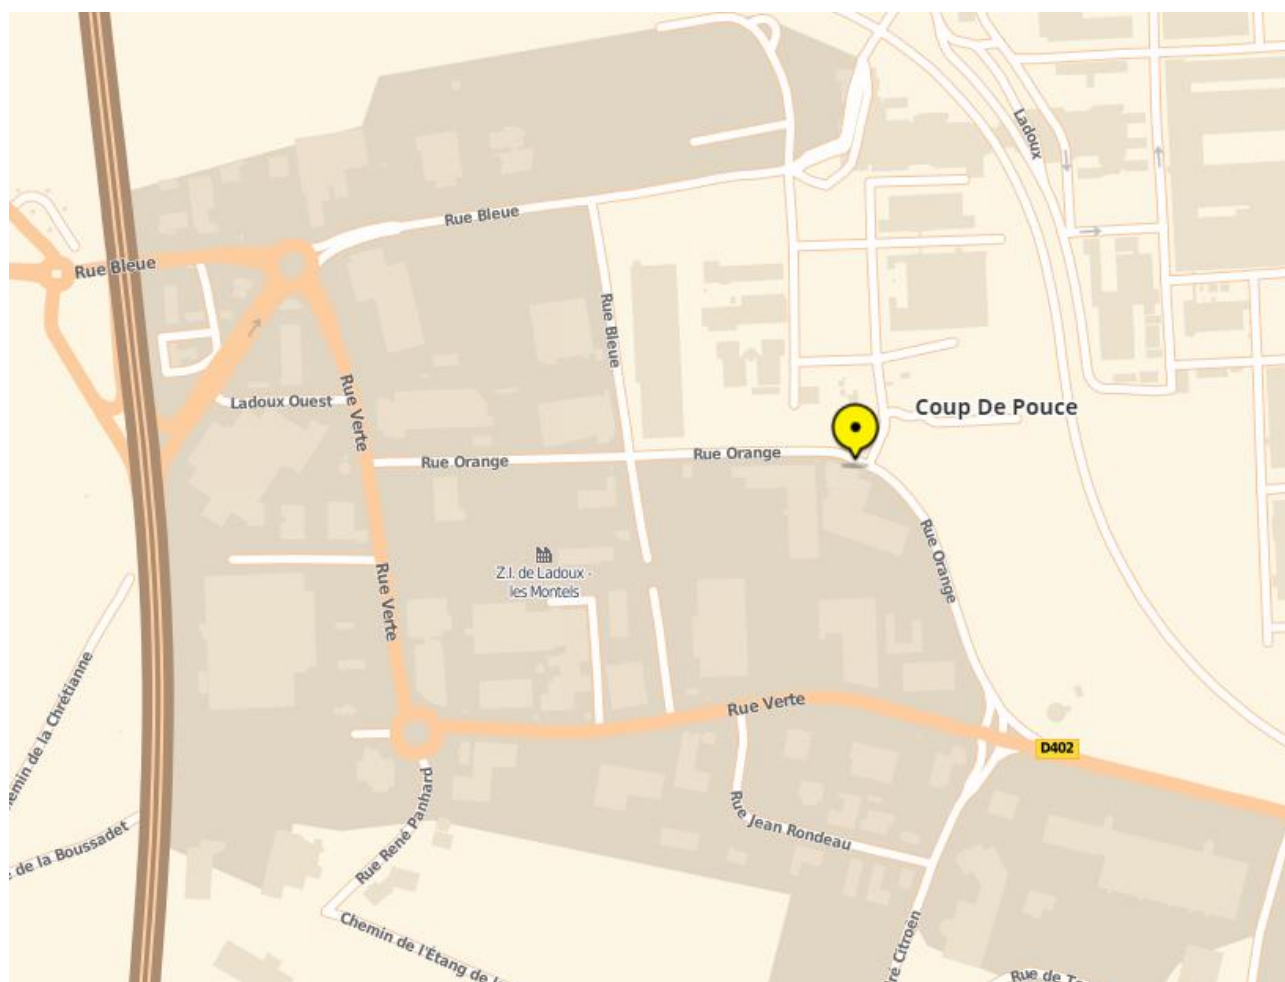 Ladoux
Rue Bleue
Rue Bleue
Rue Bleue
Rue Verte
Ladoux Ouest
Coup De Pouce
Rue Orange
Rue Orange
Rue Orange
Z.I. de Ladoux -
les Montels
Rue Verte
Chemin de la Chrétianne
Rue Verte
D402
Rue René Panhard
Rue Jean Rondeau
de la Boussadet
Chemin de l'Étang de
Citroën
Rue de